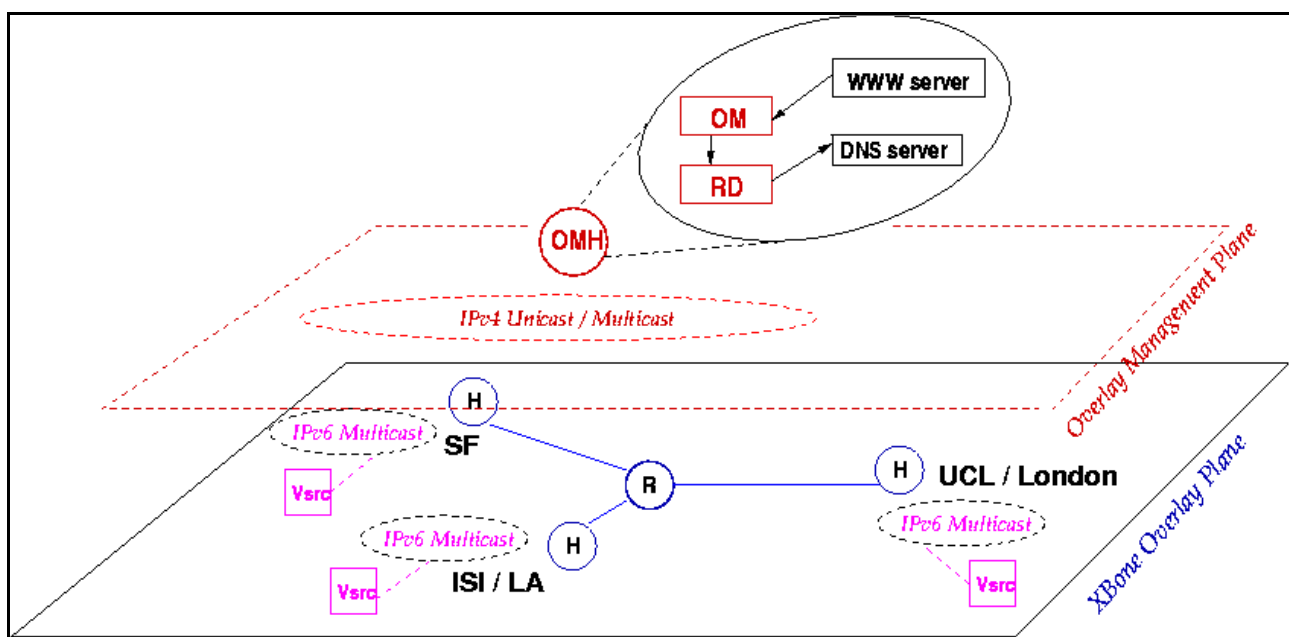 WWW server
OM
DNS server
RD
OMH
IPv4 Unicast / Multicast
Overlay Management Plane
H
IPv6 Multicast
SF
H
UCL / London
Vsrc
R
IPv6 Multicast
IPv6 Multicast
H
ISI / LA
Vsrc
Vsrc
XBone Overlay Plane